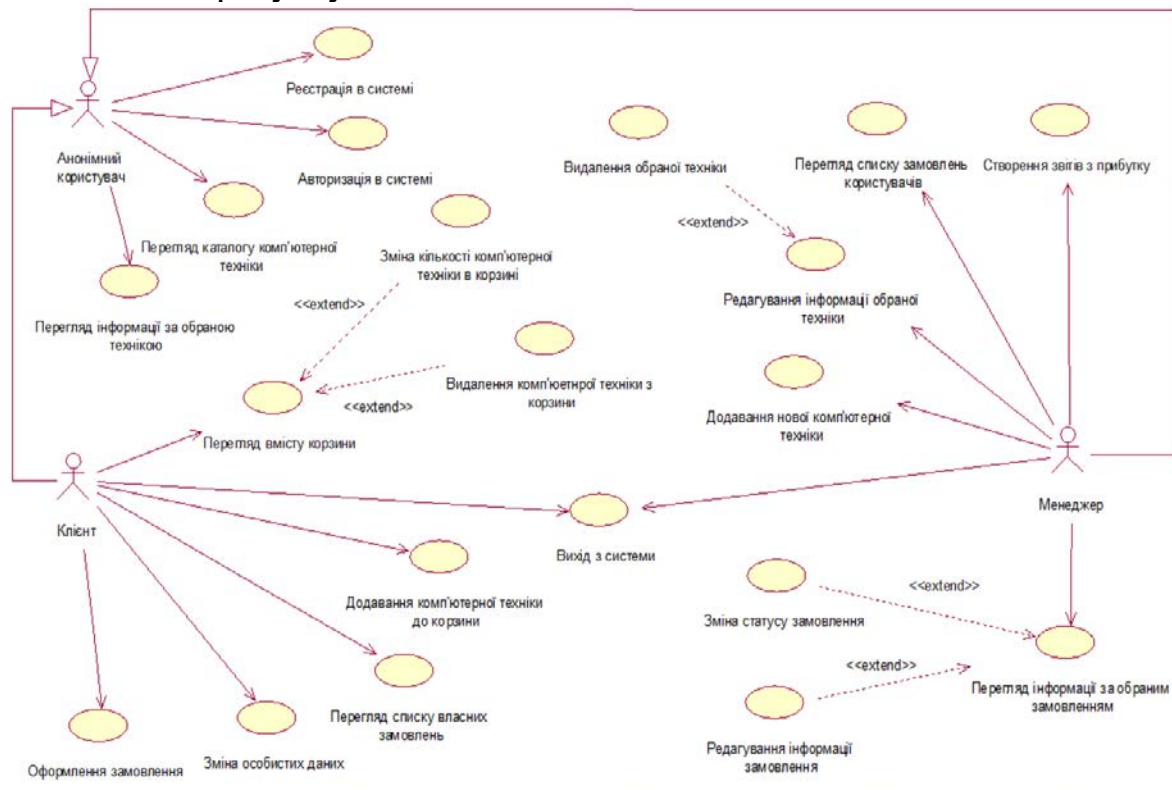 Реєстрація в системі
Анонімний
користувач
Авторизація в системі
Видалення обраної техніки
Перегляд списку замовлень
користувачів
Створення звітів з прибутку
<<extend>>
Перегляд каталогу комп'ютерної
техніки
Зміна кількості комп'ютерної
техніки в корзині
<<extend>>
Редагування інформації обраної
техніки
Перегляд інформації за обраною
технікою
Видалення комп'юетнрої техніки з
корзини
<<extend>>
Додавання нової комп'ютерної
техніки
Перегляд вмісту корзини
Клієнт
Менеджер
Вихід з системи
Додавання комп'ютерної техніки
до корзини
<<extend>>
Зміна статусу замовлення
<<extend>>
Перегляд інформації за обраним
замовленням
Перегляд списку власних
замовлень
Редагування інформації
замовлення
Зміна особистих даних
Оформлення замовлення